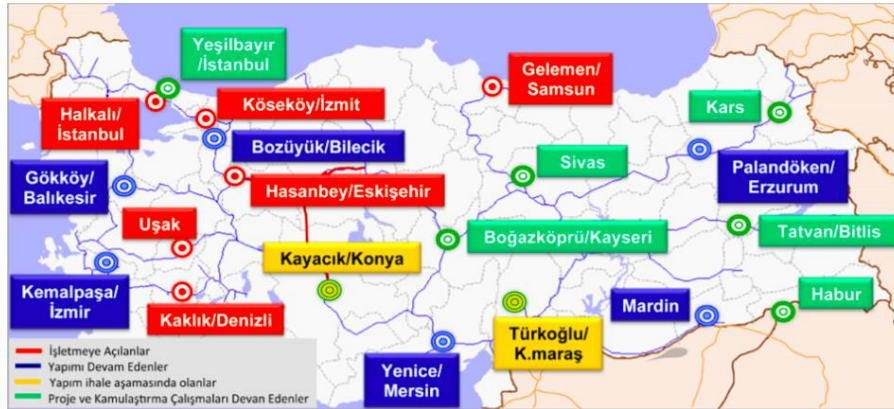 Yeşilbayır
/İstanbul
Gelemen/
Samsun
Halkalı/
İstanbul
Köseköy/İzmit
Kars
Bozüyük/Bilecik
Sivas
Palandöken/
Erzurum
Gökköy/
Balıkesir
Hasanbey/Eskişehir
Uşak
Boğazköprü/Kayseri
Tatvan/Bitlis
Kayacık/Konya
Kemalpaşa/
İzmir
Kaklık/Denizli
Mardin
Habur
Türkoğlu/
K.maraş
Yenice/
Mersin
İşletmeye Açılanlar
Yapımı Devam Edenler
Yapım ihale aşamasında olanlar
Proje ve Kamulaştırma Çalışmaları Devan Edenler